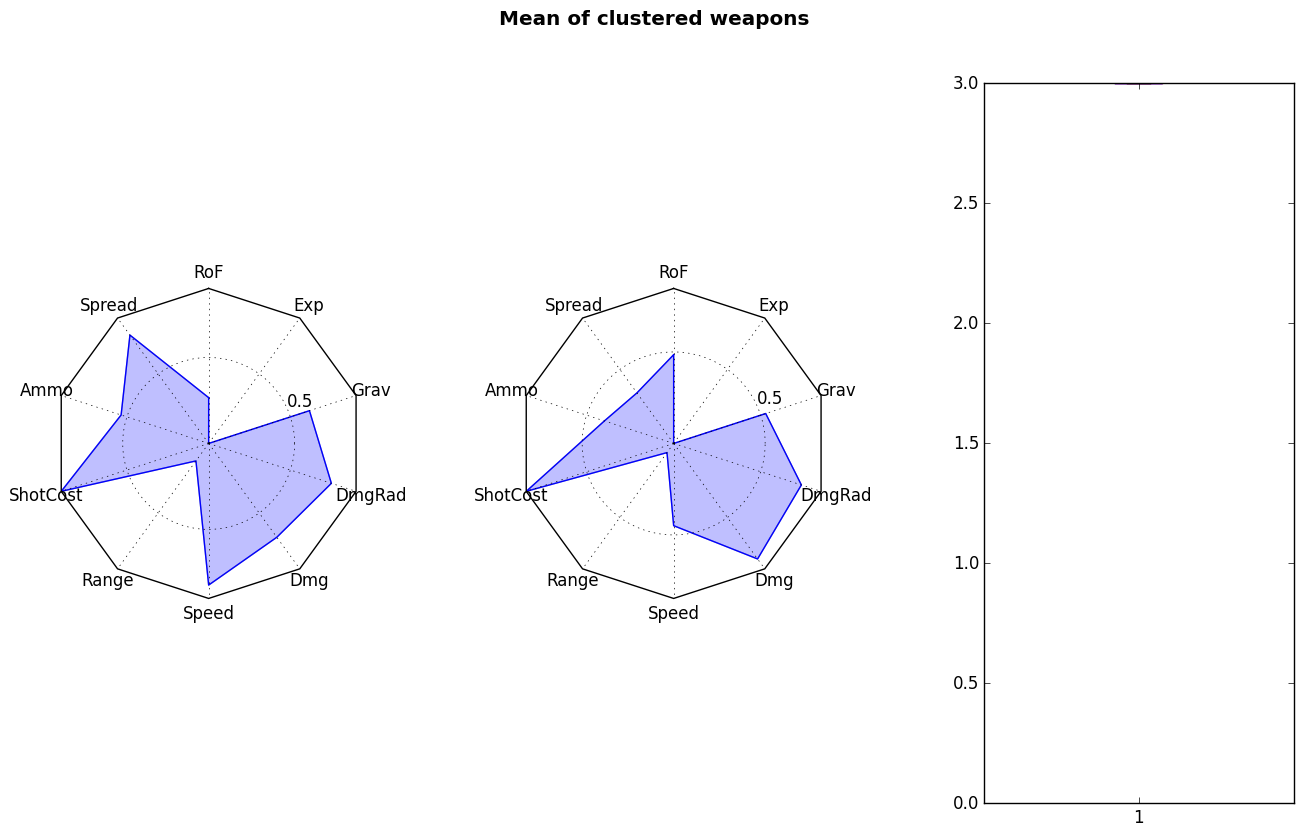 Mean of clustered weapons
RoF
Exp
Grav
DmgRad
Dmg
Speed
Range
ShotCost
Ammo
Spread
0.5
RoF
Exp
Grav
DmgRad
Dmg
Speed
Range
ShotCost
Ammo
Spread
0.5
3.0
2.5
2.0
1.5
1.0
0.5
0.0
1